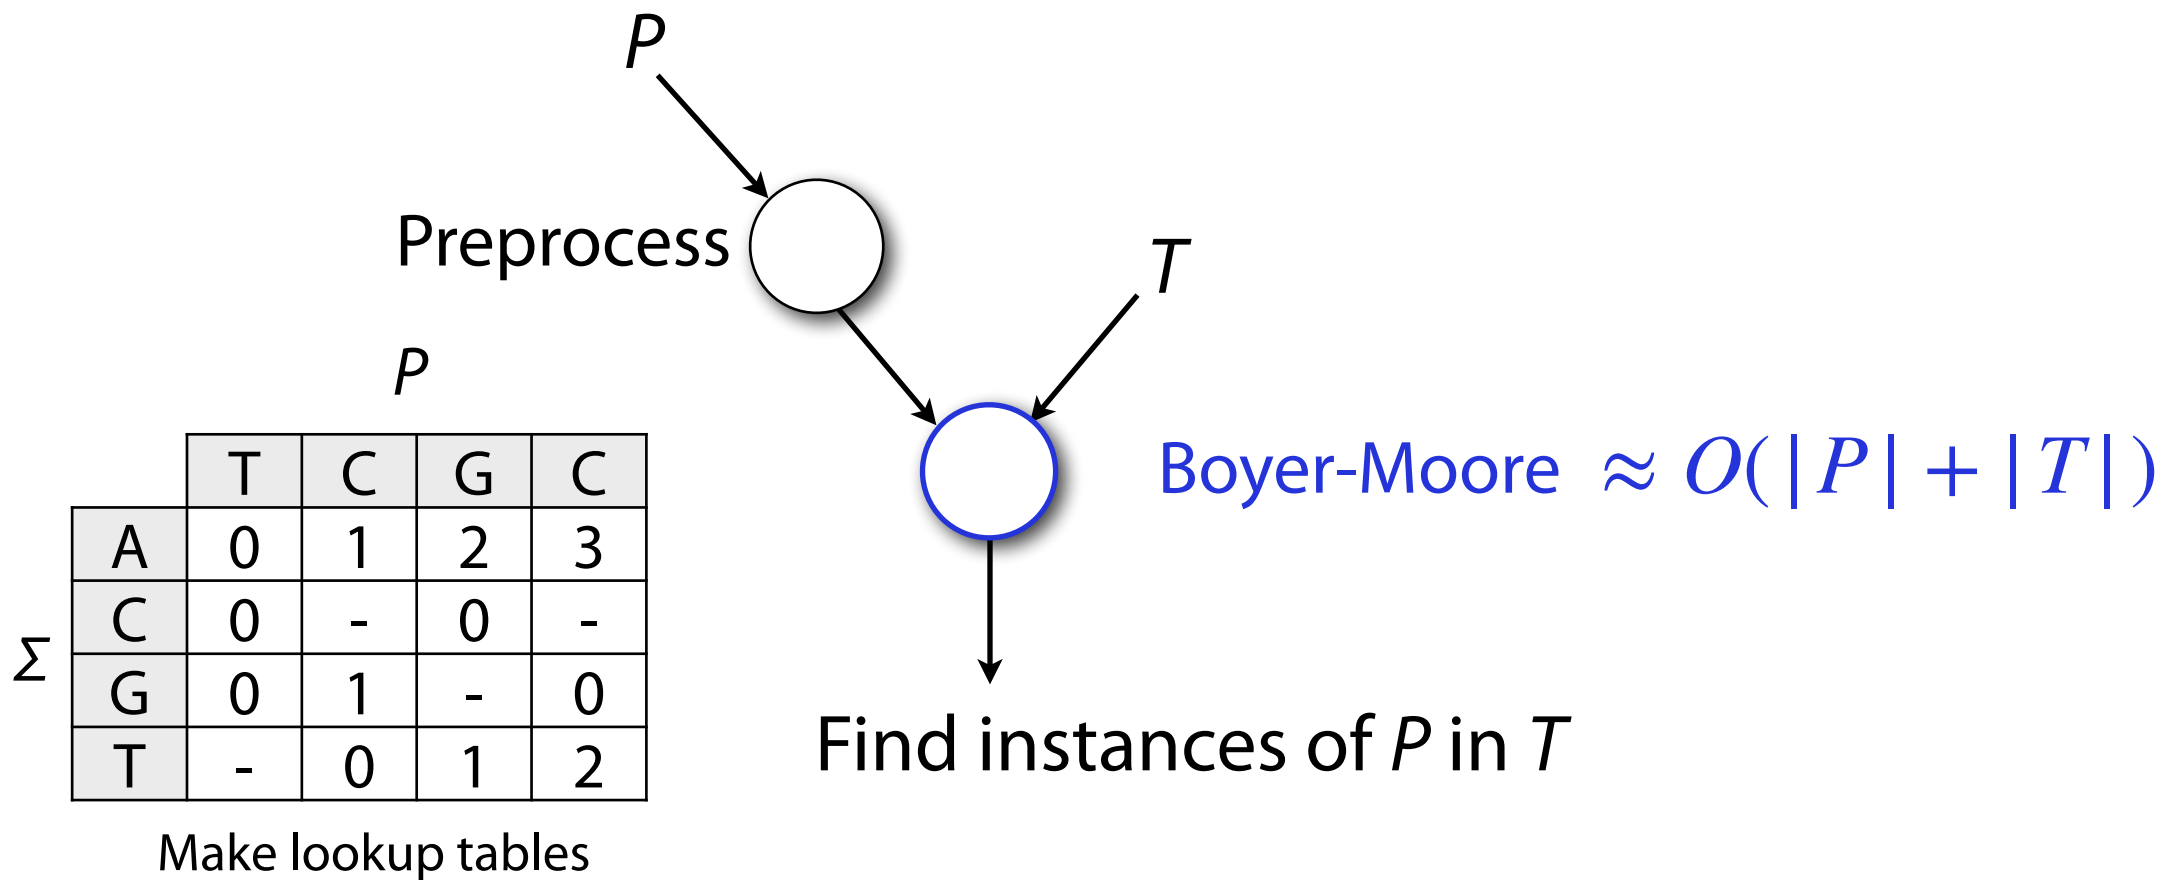 P
Preprocess
T
P
T C G C
A 0 1 2 3
C 0 - 0 -
G 0 1 - 0
T - 0 1 2
Σ
Make lookup tables
Boyer-Moore ≈ O(|P| + |T|)
Find instances of P in T